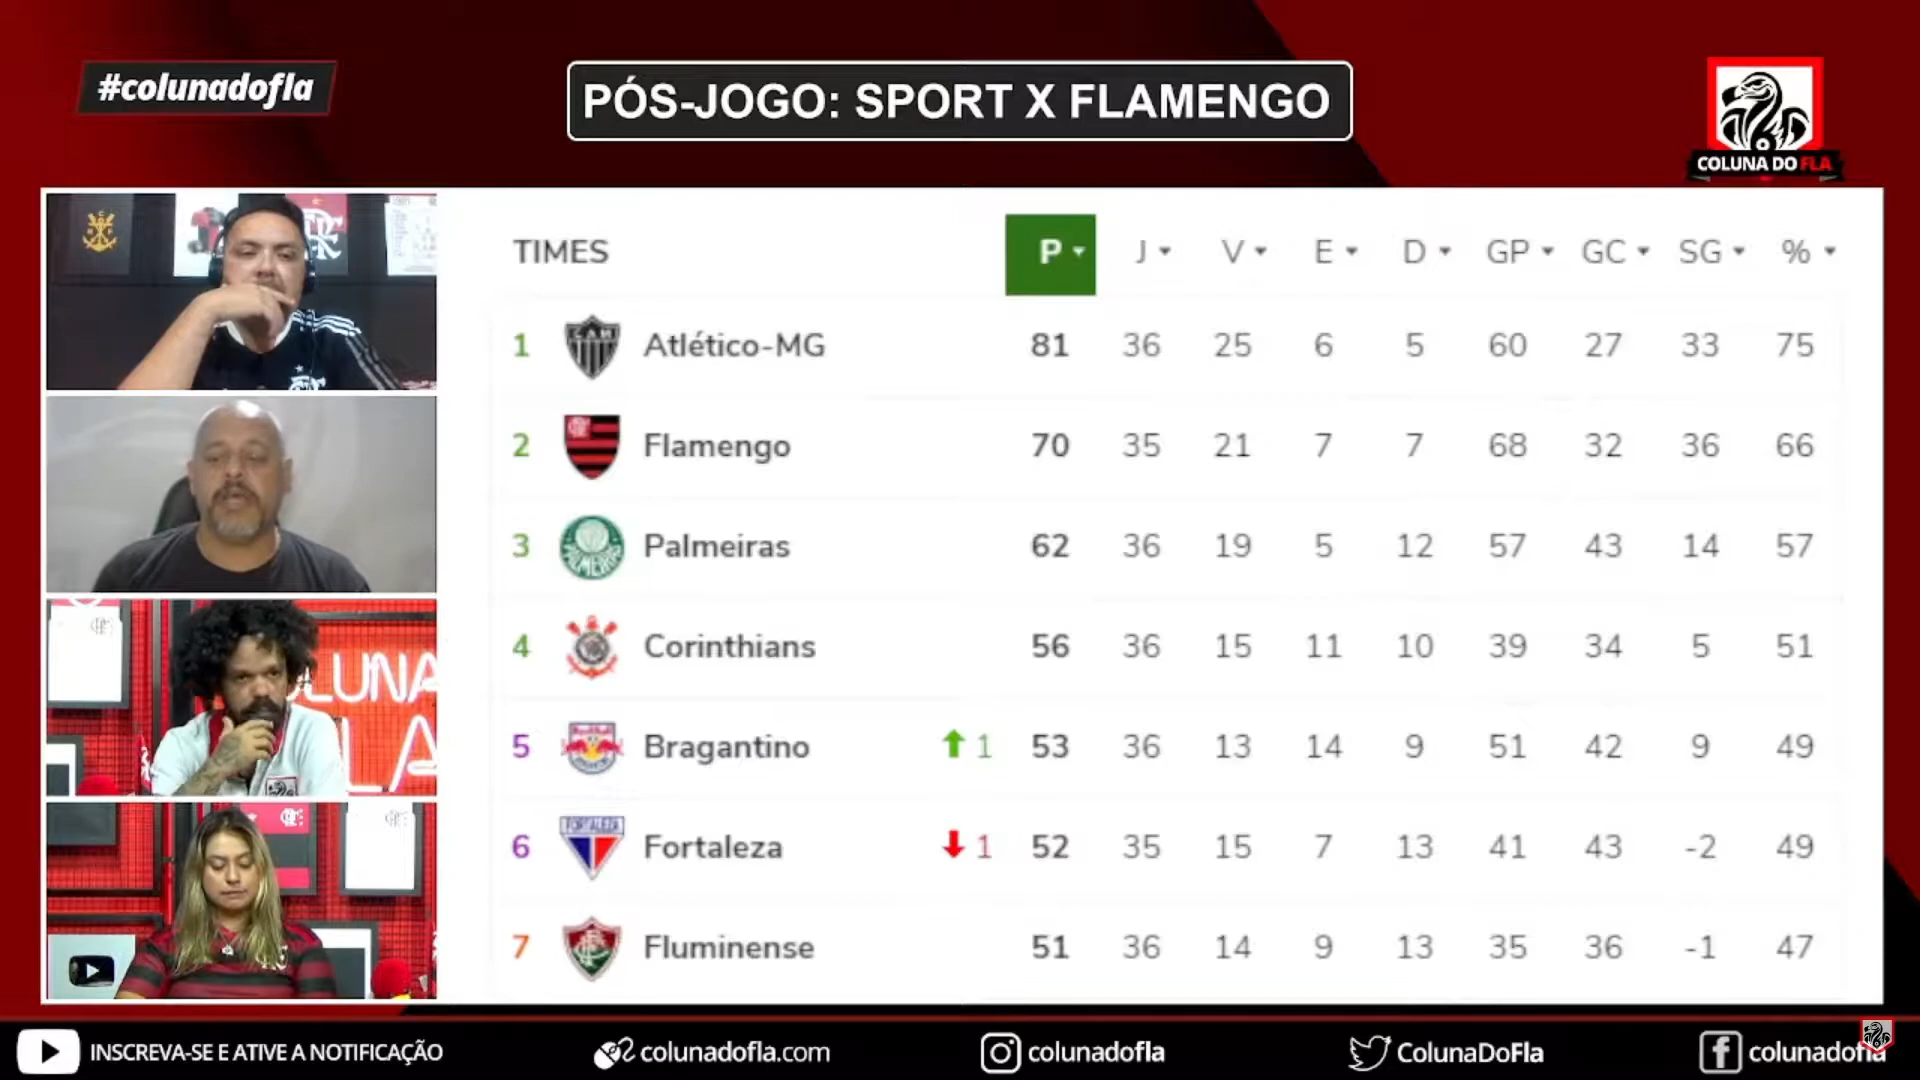 #colunadofla
PÓS-JOGO: SPORT X FLAMENGO
COLUNA DO FLA
TIMES P J V E D GP GC SG %
1 Atlético-MG 81 36 25 6 5 60 27 33 75
2 Flamengo 70 35 21 7 7 68 32 36 66
3 Palmeiras 62 36 19 5 12 57 43 14 57
4 Corinthians 56 36 15 11 10 39 34 5 51
5 Bragantino 1 53 36 13 14 9 51 42 9 49
6 FORTALEZA Fortaleza 1 52 35 15 7 13 41 43 -2 49
7 Fluminense 51 36 14 9 13 35 36 -1 47
INSCREVA-SE E ATIVE A NOTIFICAÇÃO
colunadofla.com
colunadofla
ColunaDoFla
colunadofla